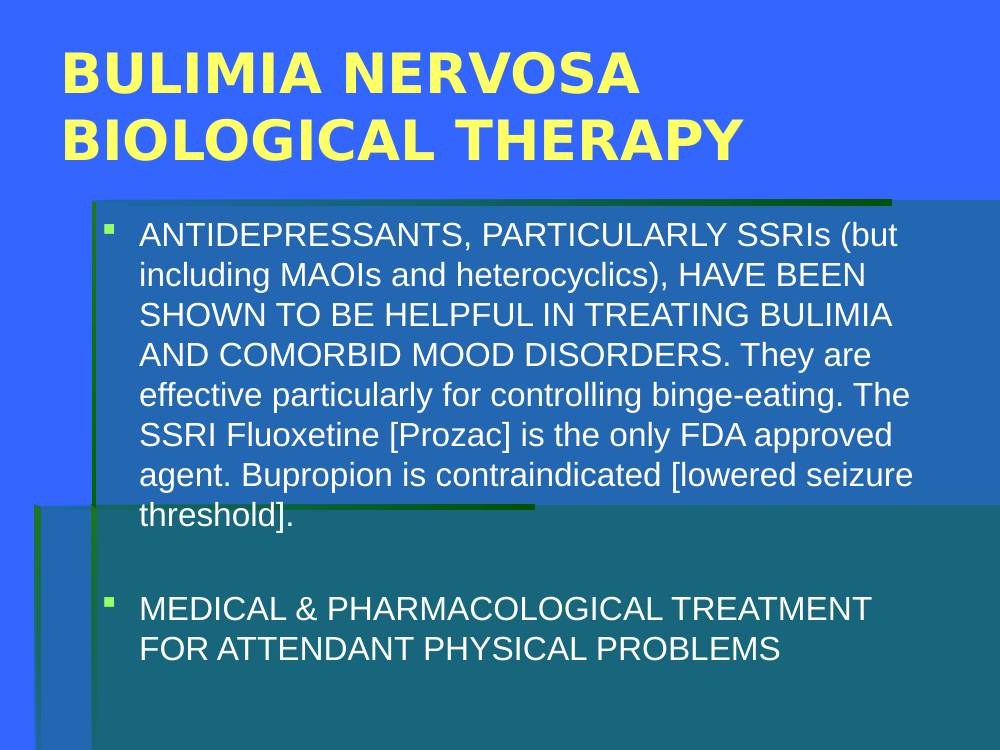 BULIMIA NERVOSA
BIOLOGICAL THERAPY
ANTIDEPRESSANTS, PARTICULARLY SSRIs (but
including MAOIs and heterocyclics), HAVE BEEN
SHOWN TO BE HELPFUL IN TREATING BULIMIA
AND COMORBID MOOD DISORDERS. They are
effective particularly for controlling binge-eating. The
SSRI Fluoxetine [Prozac] is the only FDA approved
agent. Bupropion is contraindicated [lowered seizure
threshold].
MEDICAL & PHARMACOLOGICAL TREATMENT
FOR ATTENDANT PHYSICAL PROBLEMS